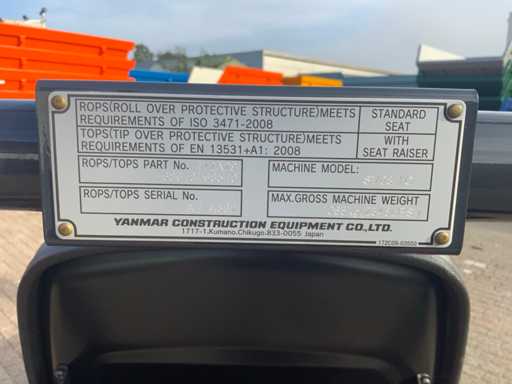 ROPS(ROLL OVER PROTECTIVE STRUCTURE)MEETS
REQUIREMENTS OF ISO 3471-2008
STANDARD
SEAT
TOPS(TIP OVER PROTECTIVE STRUCTURE)MEETS
REQUIREMENTS OF EN 13531+A1: 2008
WITH
SEAT RAISER
ROPS/TOPS PART No.
MACHINE MODEL:
ROPS/TOPS SERIAL No.
MAX.GROSS MACHINE WEIGHT
YANMAR CONSTRUCTION EQUIPMENT CO.,LTD.
1717-1,Kumano,Chikugo,833-0055 Japan
172C09-03550